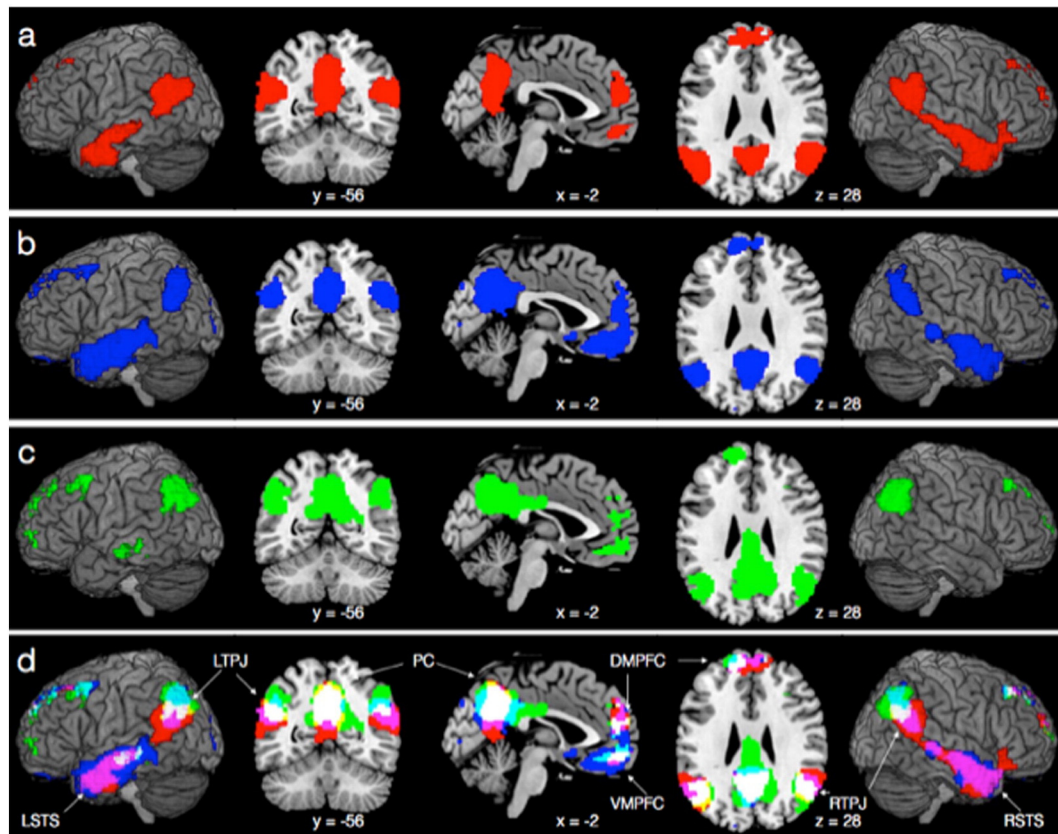 a
y = -56
x = -2
z = 28
b
y = -56
x = -2
z = 28
c
y = -56
x = -2
z = 28
d
LTPJ
PC
DMPFC
LSTS
y = -56
x = -2
VMPFC
z = 28
RTPJ
RSTS